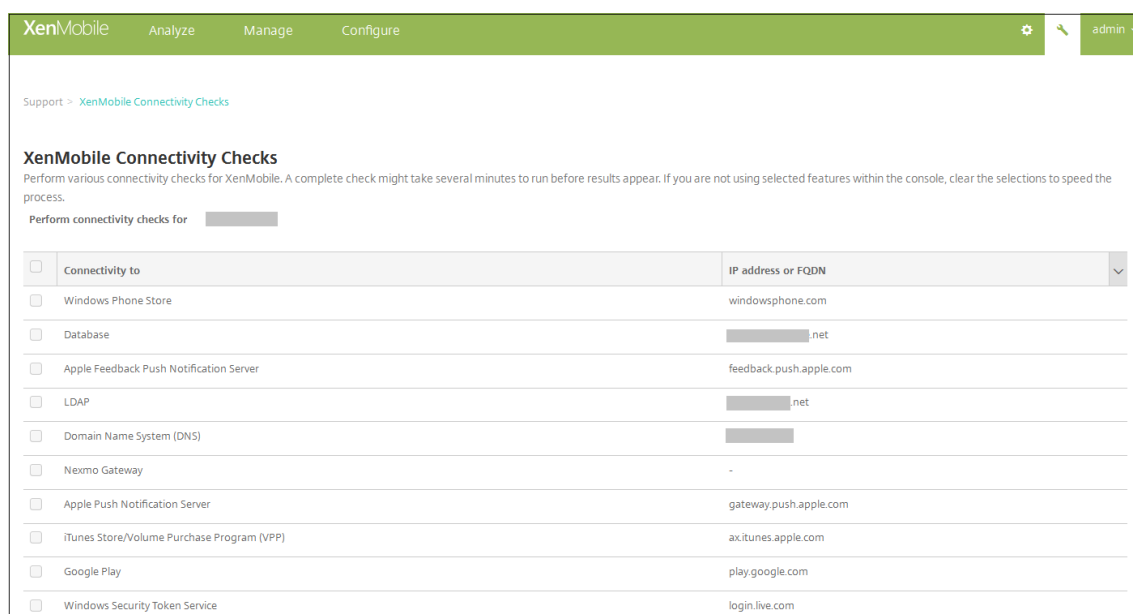 XenMobile Analyze Manage Configure admin
Support > XenMobile Connectivity Checks
XenMobile Connectivity Checks
Perform various connectivity checks for XenMobile. A complete check might take several minutes to run before results appear. If you are not using selected features within the console, clear the selections to speed the
process.
Perform connectivity checks for
Connectivity to IP address or FQDN
Windows Phone Store windowsphone.com
Database .net
Apple Feedback Push Notification Server feedback.push.apple.com
LDAP .net
Domain Name System (DNS)
Nexmo Gateway -
Apple Push Notification Server gateway.push.apple.com
iTunes Store/Volume Purchase Program (VPP) ax.itunes.apple.com
Google Play play.google.com
Windows Security Token Service login.live.com